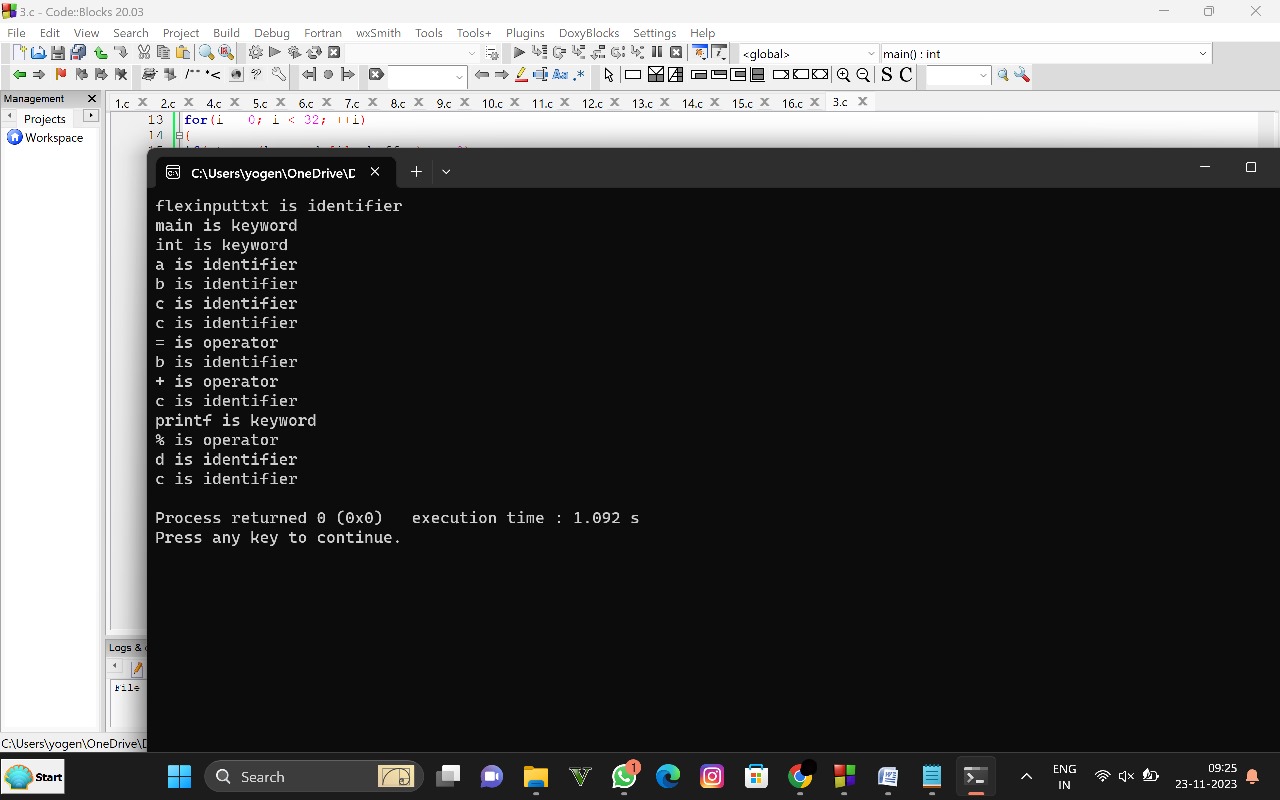 3.c - Code::Blocks 20.03
File Edit View Search Project Build Debug Fortran wxSmith Tools Tools+ Plugins DoxyBlocks Settings Help
<global> main() : int
/** *< ? Aa .* S C
Management
1.c 2.c 4.c 5.c 6.c 7.c 8.c 9.c 10.c 11.c 12.c 13.c 14.c 15.c 16.c 3.c
Projects
Workspace
13 for(i = 0; i < 32; ++i)
14 {
C:\Users\yogen\OneDrive\D
flexinputtxt is identifier
main is keyword
int is keyword
a is identifier
b is identifier
c is identifier
c is identifier
= is operator
b is identifier
+ is operator
c is identifier
printf is keyword
% is operator
d is identifier
c is identifier
Process returned 0 (0x0) execution time : 1.092 s
Press any key to continue.
Logs &
File
C:\Users\yogen\OneDrive\D
Start
Search
1
ENG
IN
09:25
23-11-2023